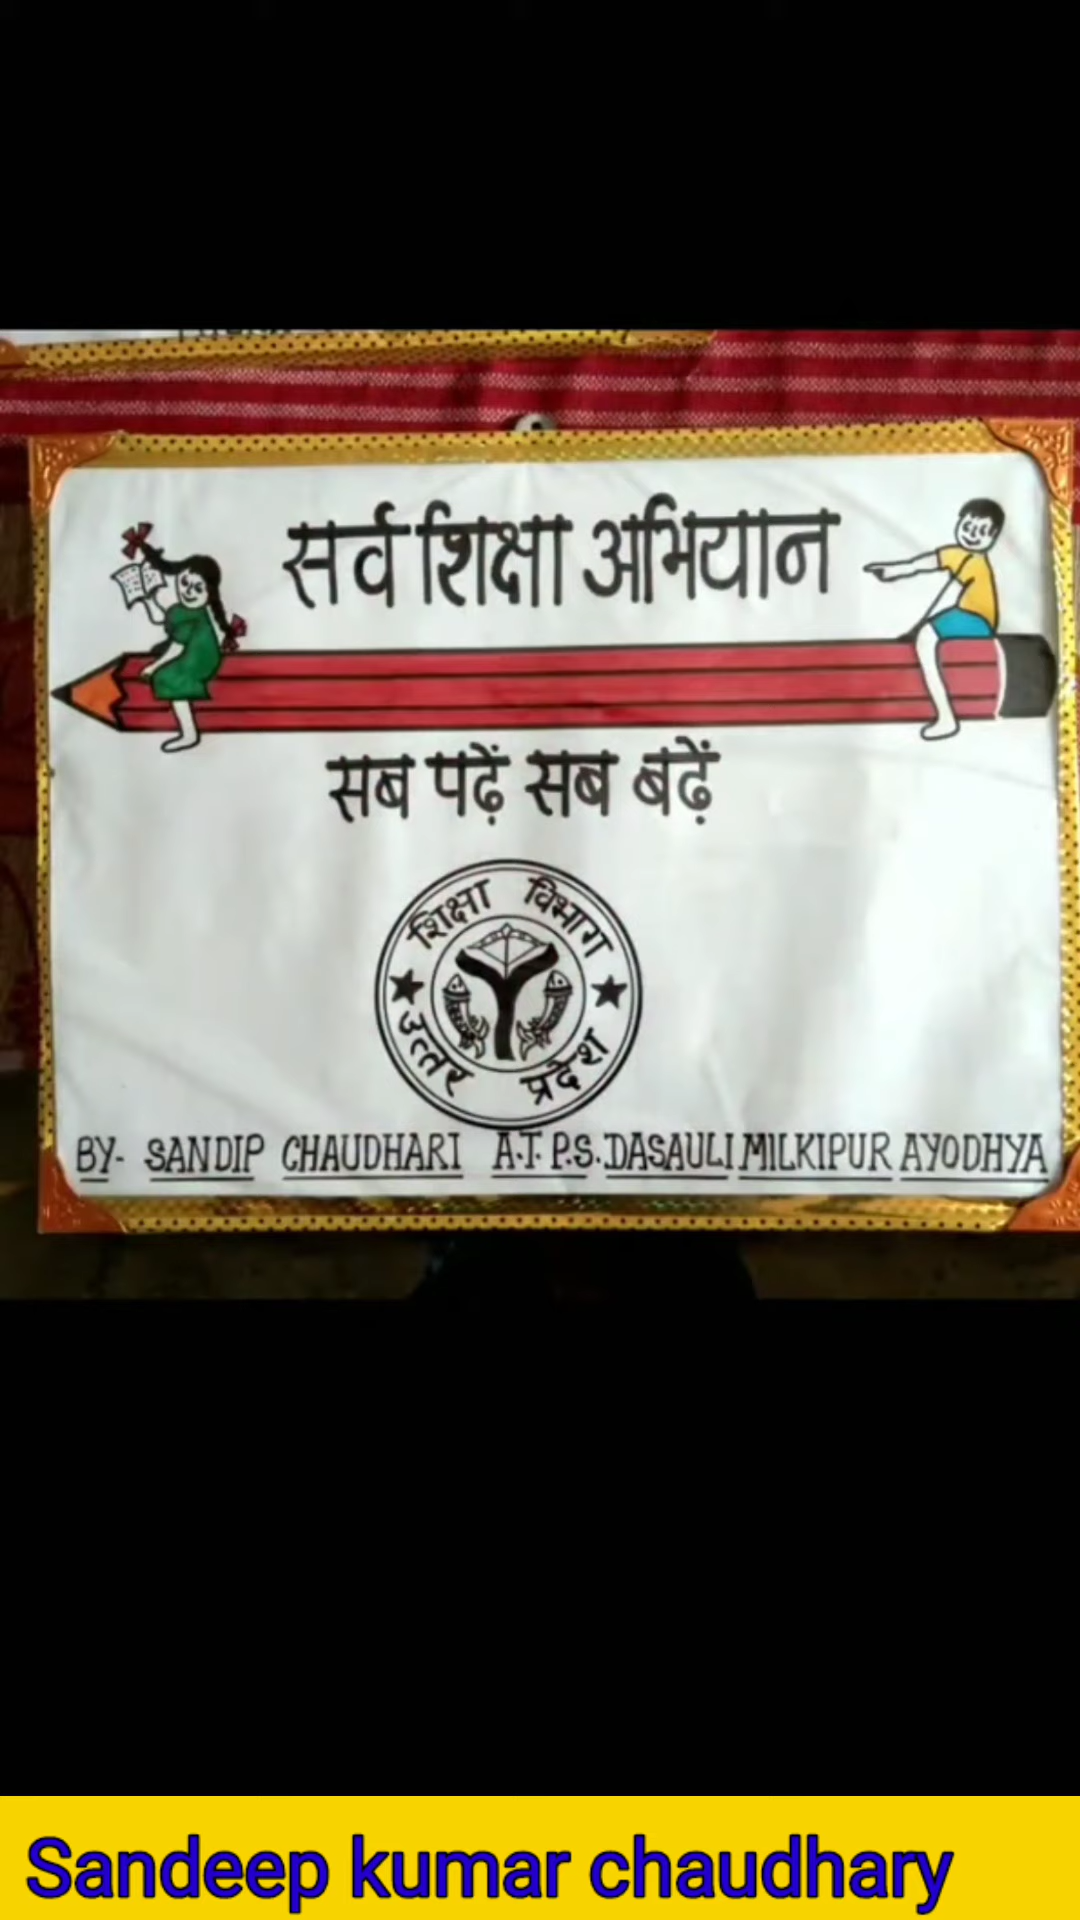 सर्व शिक्षा अभियान
सब पढ़ें सब बढ़ें
शिक्षा विभाग
उत्तर प्रदेश
BY- SANDIP CHAUDHARI A.T. P.S. DASAULI MILKIPUR AYODHYA
Sandeep kumar chaudhary